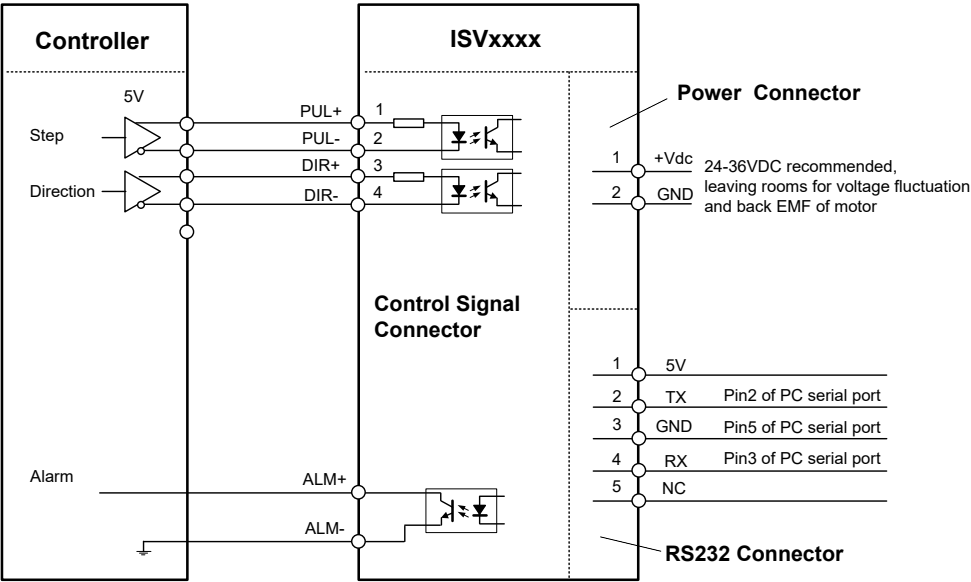 Controller
ISVxxxx
5V
Step
Direction
Alarm
PUL+ 1
PUL- 2
DIR+ 3
DIR- 4
Control Signal
Connector
ALM+
ALM-
Power Connector
1 +Vdc
2 GND
24-36VDC recommended,
leaving rooms for voltage fluctuation
and back EMF of motor
1 5V
2 TX Pin2 of PC serial port
3 GND Pin5 of PC serial port
4 RX Pin3 of PC serial port
5 NC
RS232 Connector